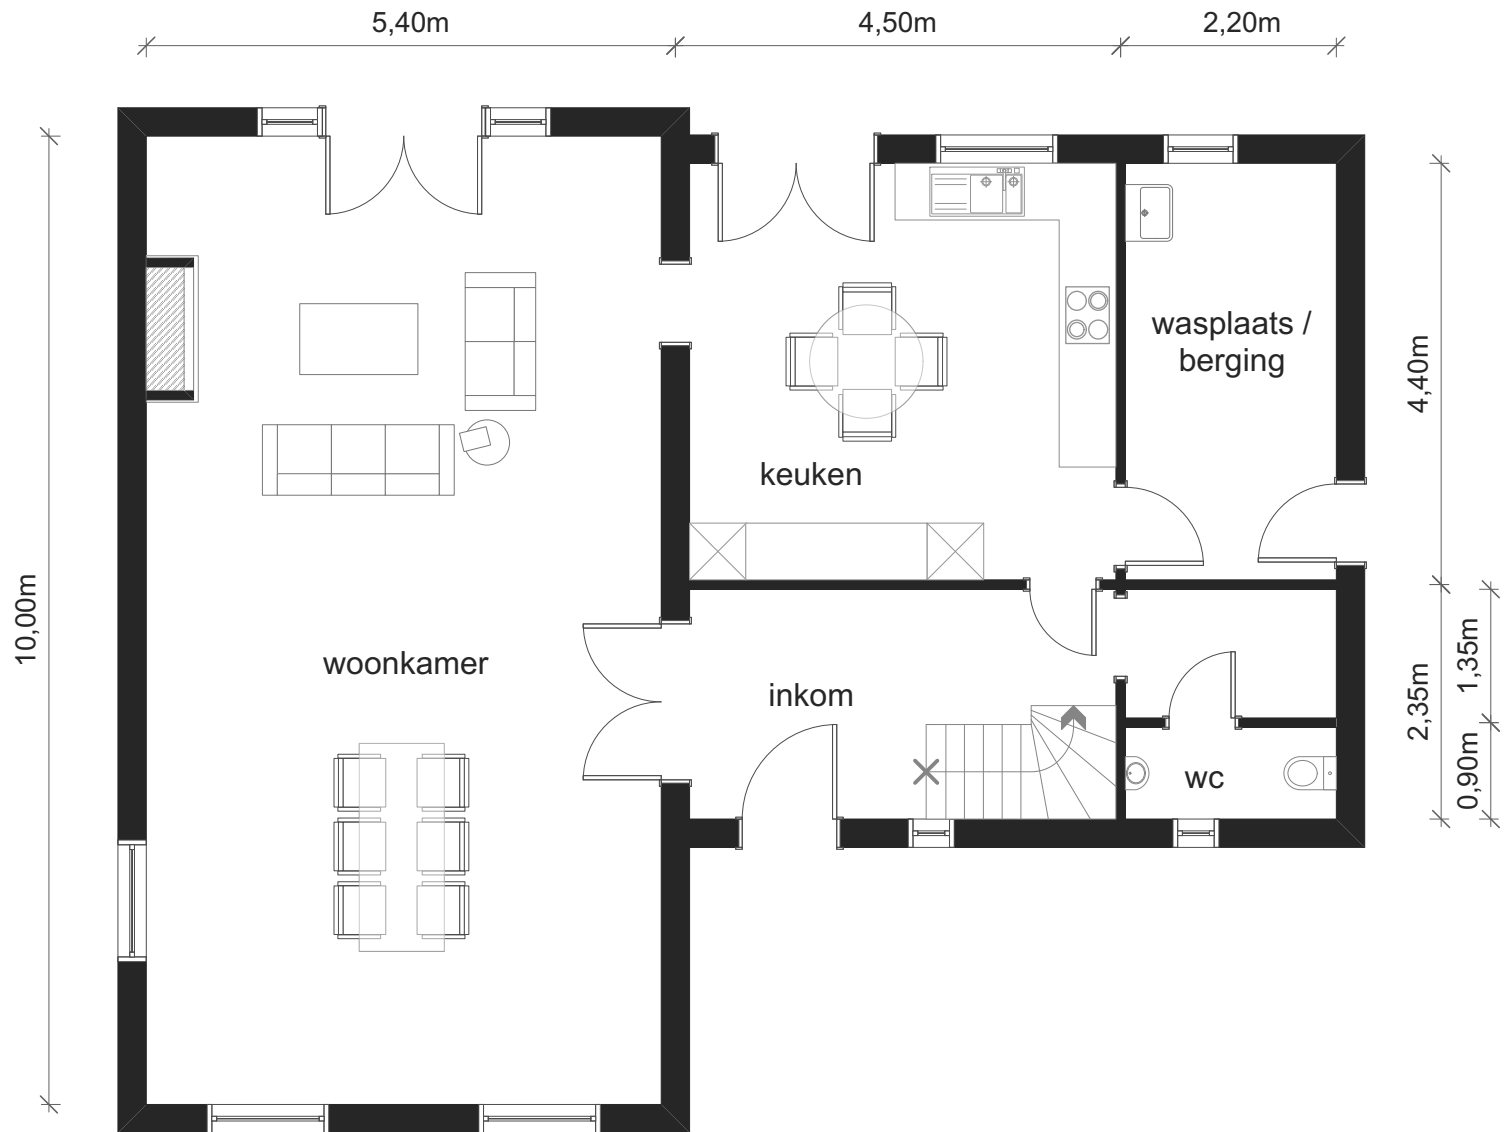 5,40m
4,50m
2,20m
wasplaats /
berging
4,40m
keuken
10,00m
woonkamer
inkom
2,35m
1,35m
wc
0,90m